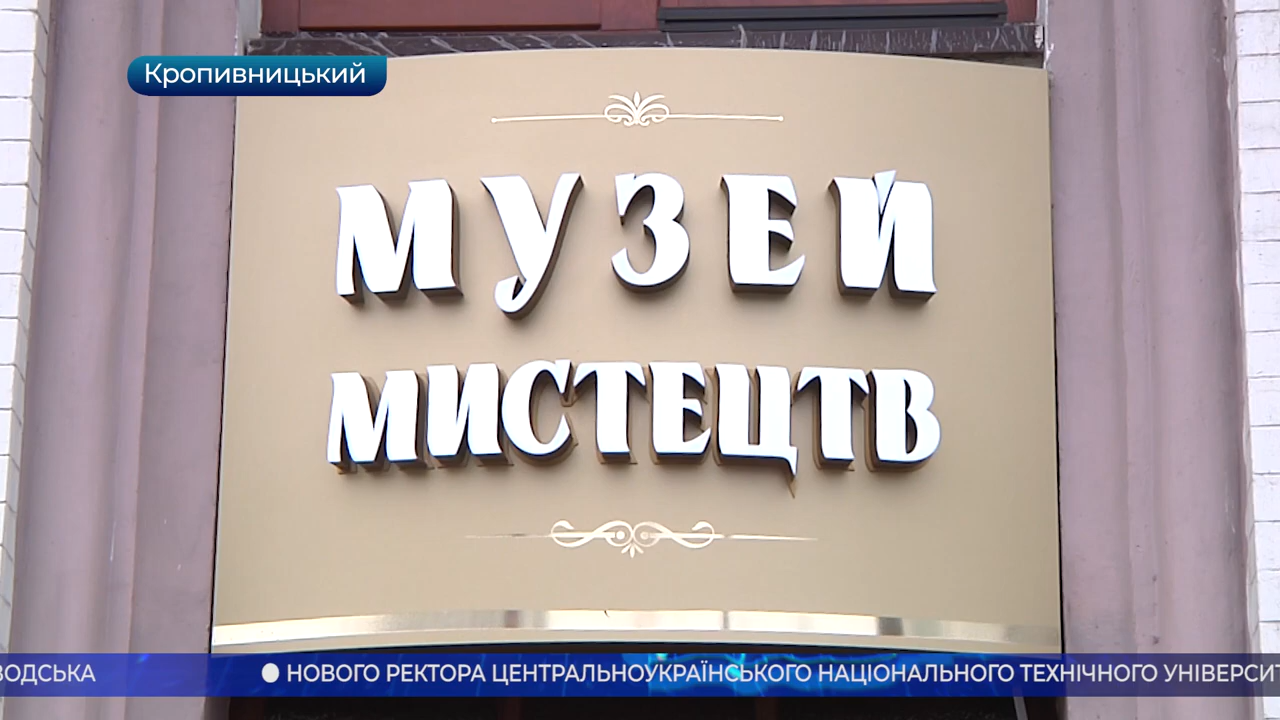 Кропивницький
МУЗЕЙ
МИСТЕЦТВ
ВОДСЬКА ● НОВОГО РЕКТОРА ЦЕНТРАЛЬНОУКРАЇНСЬКОГО НАЦІОНАЛЬНОГО ТЕХНІЧНОГО УНІВЕРСИТ